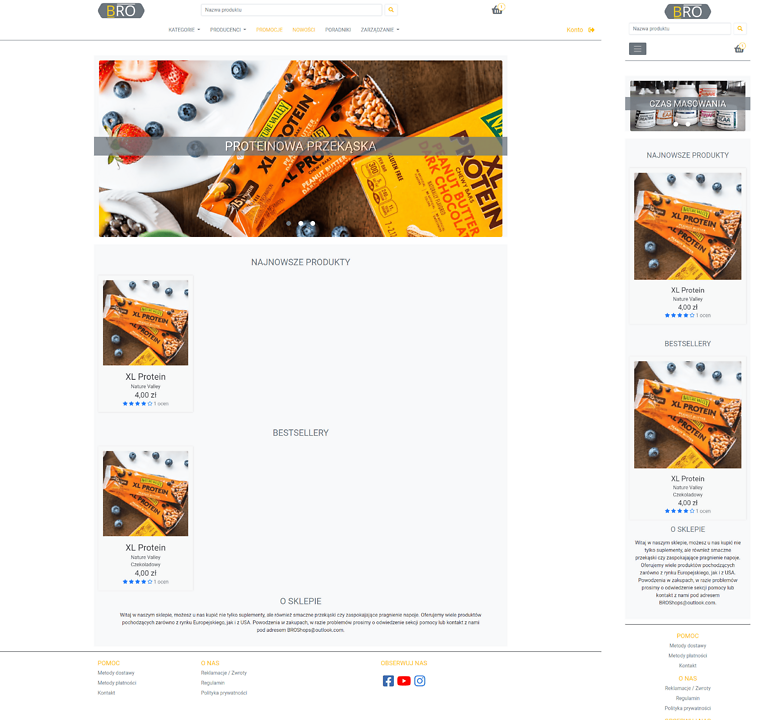 BRO
Nazwa produktu
KATEGORIE
PRODUCENCI
PROMOCJE
NOWOŚCI
PORADNIKI
ZARZĄDZANIE
Konto
PROTEINOWA PRZEKĄSKA
NATURE VALLEY
XL PROTEIN
PEANUT BUTTER
DARK CHOCOLATE
NAJNOWSZE PRODUKTY
XL Protein
Nature Valley
4,00 zł
1 ocen
BESTSELLERY
XL Protein
Nature Valley
Czekoladowy
4,00 zł
1 ocen
O SKLEPIE
Witaj w naszym sklepie, możesz u nas kupić nie tylko suplementy, ale również smaczne przekąski czy zaspokajające pragnienie napoje. Oferujemy wiele produktów
pochodzących zarówno z rynku Europejskiego, jak i z USA. Powodzenia w zakupach, w razie problemów prosimy o odwiedzenie sekcji pomocy lub kontakt z nami
pod adresem BROShops@outlook.com.
POMOC
Metody dostawy
Metody płatności
Kontakt
O NAS
Reklamacje / Zwroty
Regulamin
Polityka prywatności
OBSERWUJ NAS
BRO
Nazwa produktu
CZAS MASOWANIA
NAJNOWSZE PRODUKTY
XL Protein
Nature Valley
4,00 zł
1 ocen
BESTSELLERY
XL Protein
Nature Valley
Czekoladowy
4,00 zł
1 ocen
O SKLEPIE
Witaj w naszym sklepie, możesz u nas kupić nie
tylko suplementy, ale również smaczne
przekąski czy zaspokajające pragnienie napoje.
Oferujemy wiele produktów pochodzących
zarówno z rynku Europejskiego, jak i z USA.
Powodzenia w zakupach, w razie problemów
prosimy o odwiedzenie sekcji pomocy lub
kontakt z nami pod adresem
BROShops@outlook.com.
POMOC
Metody dostawy
Metody płatności
Kontakt
O NAS
Reklamacje / Zwroty
Regulamin
Polityka prywatności